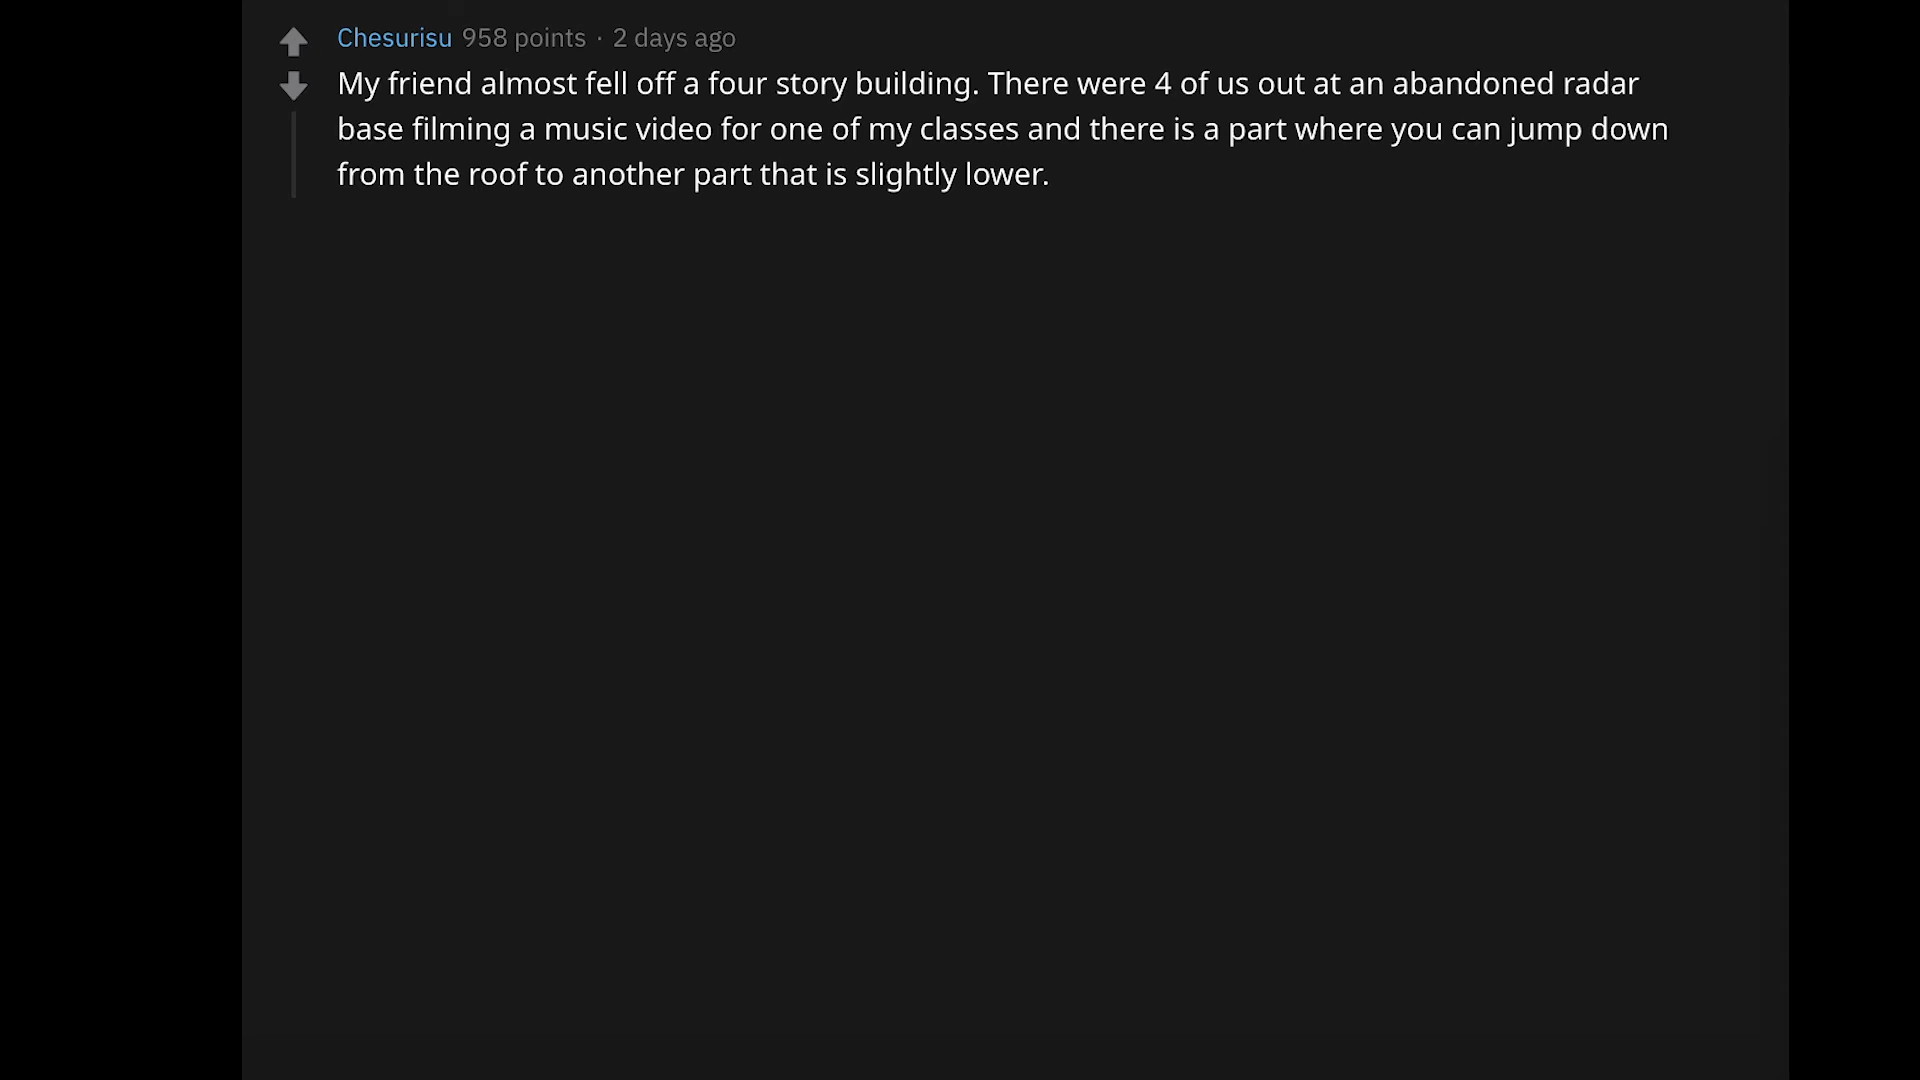 Chesurisu 958 points · 2 days ago
My friend almost fell off a four story building. There were 4 of us out at an abandoned radar
base filming a music video for one of my classes and there is a part where you can jump down
from the roof to another part that is slightly lower.